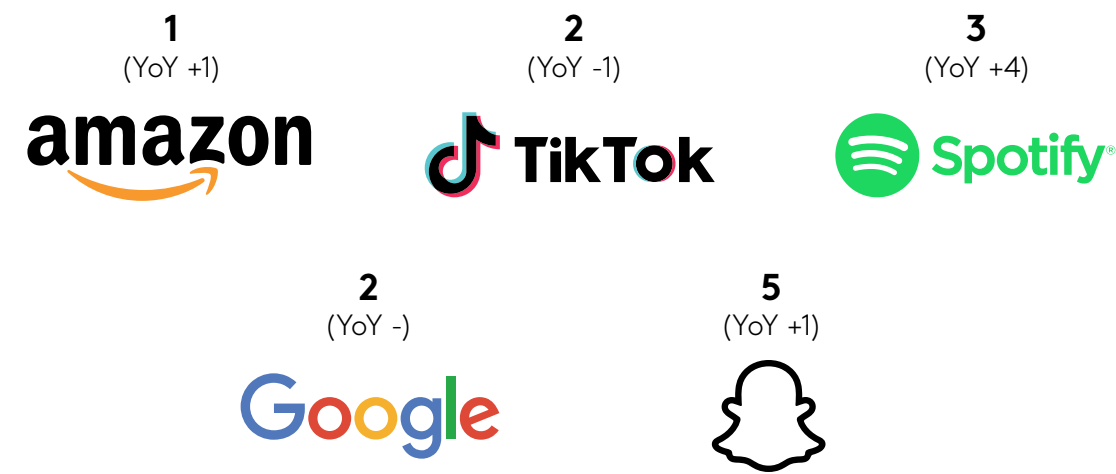 1
(YoY +1)
amazon
2
(YoY -1)
TikTok
3
(YoY +4)
Spotify®
2
(YoY -)
Google
5
(YoY +1)